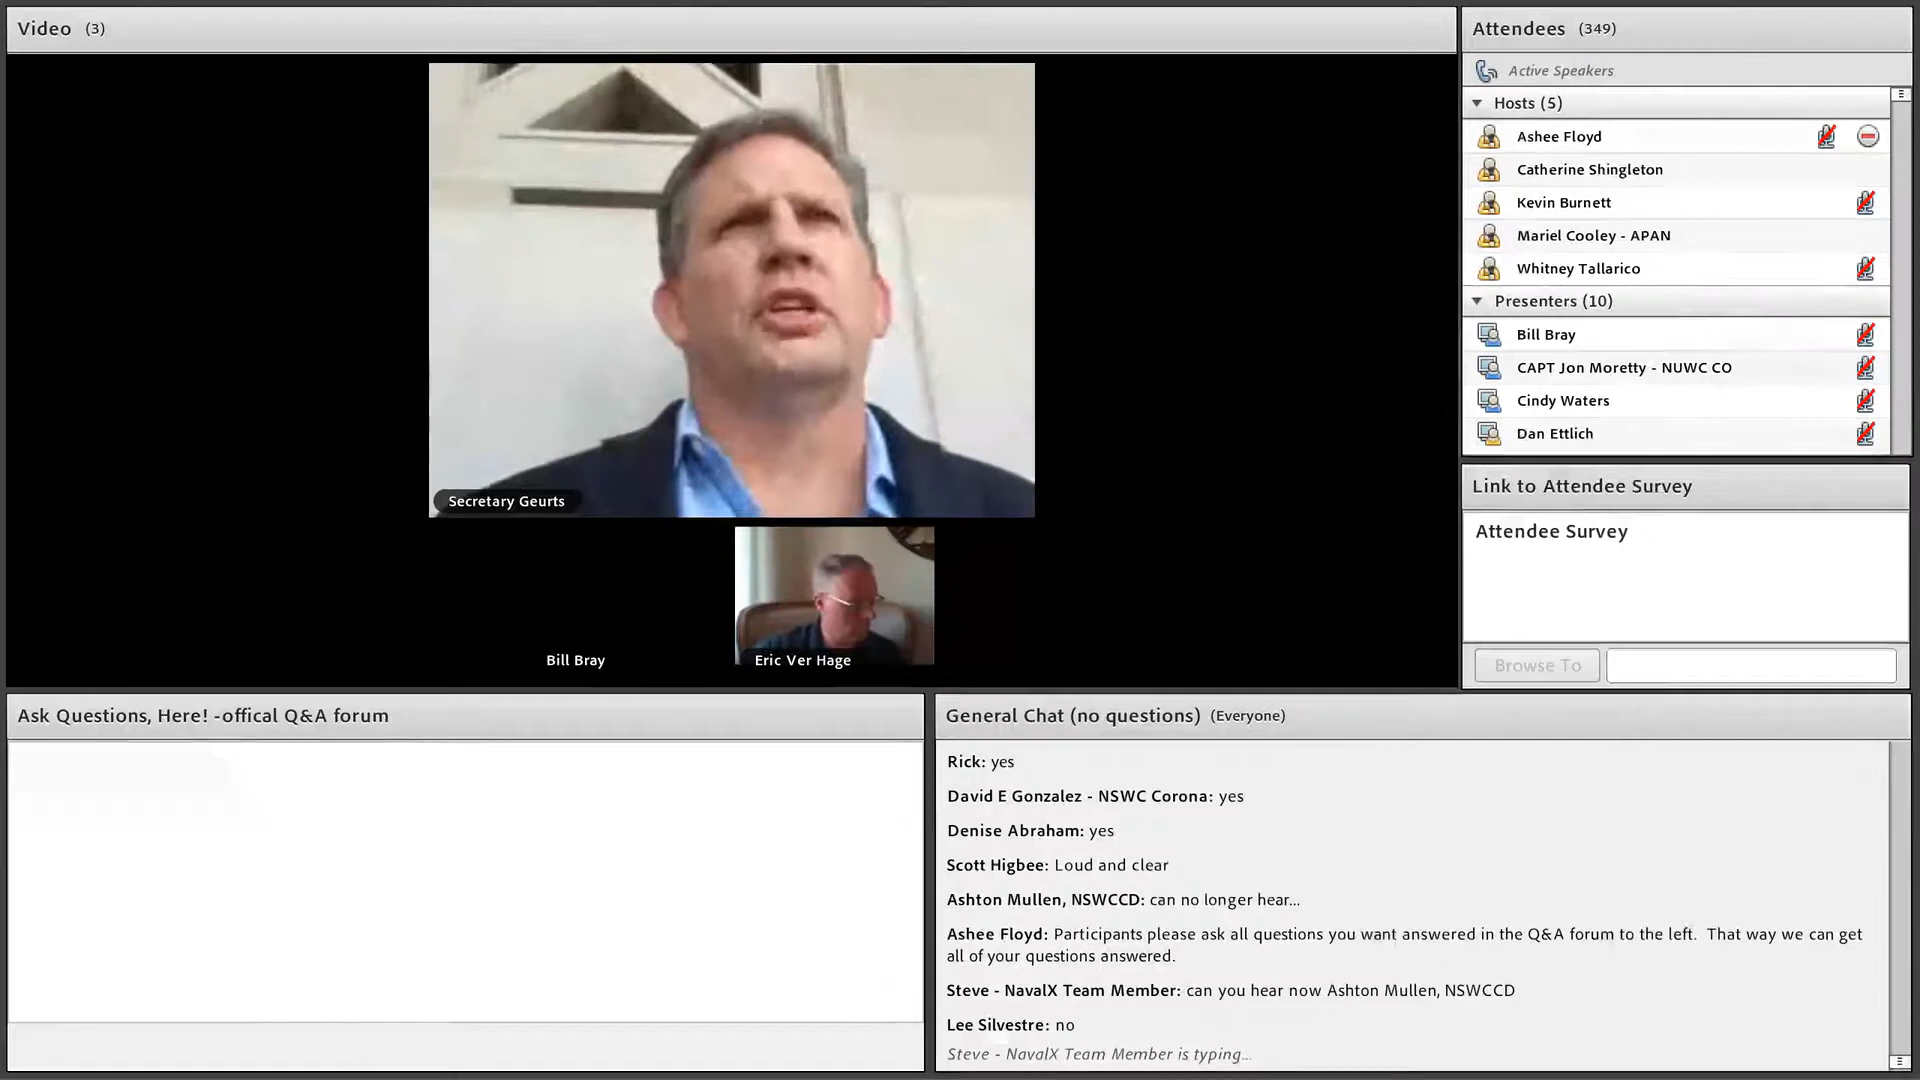 Video (3)
Secretary Geurts
Bill Bray
Eric Ver Hage
Attendees (349)
Active Speakers
Hosts (5)
Ashee Floyd
Catherine Shingleton
Kevin Burnett
Mariel Cooley - APAN
Whitney Tallarico
Presenters (10)
Bill Bray
CAPT Jon Moretty - NUWC CO
Cindy Waters
Dan Ettlich
Link to Attendee Survey
Attendee Survey
Browse To
Ask Questions, Here! -offical Q&A forum
General Chat (no questions) (Everyone)
Rick: yes
David E Gonzalez - NSWC Corona: yes
Denise Abraham: yes
Scott Higbee: Loud and clear
Ashton Mullen, NSWCCD: can no longer hear...
Ashee Floyd: Participants please ask all questions you want answered in the Q&A forum to the left. That way we can get
all of your questions answered.
Steve - NavalX Team Member: can you hear now Ashton Mullen, NSWCCD
Lee Silvestre: no
Steve - NavalX Team Member is typing...